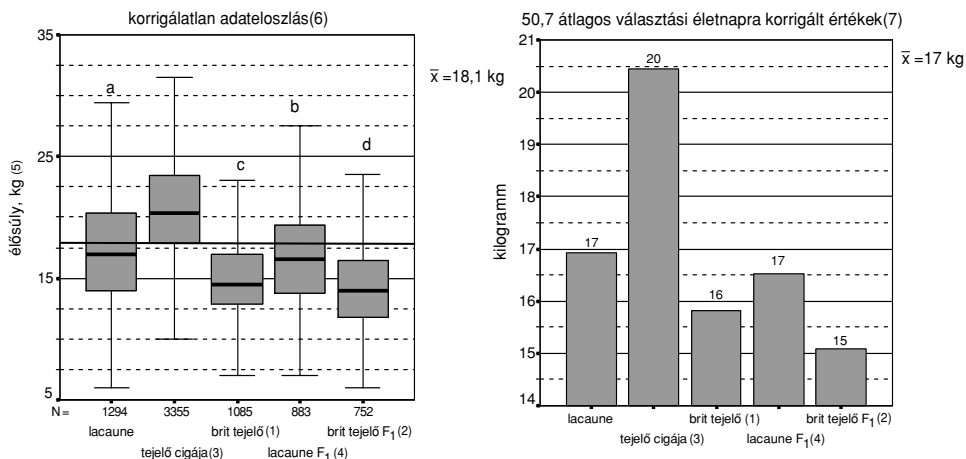 korrigálatlan adateloszlás(6)
35
25
15
5
élősúly, kg (5)
a
b
c
d
x̅ =18,1 kg
N = 1294 3355 1085 883 752
lacaune brit tejelő (1) brit tejelő F1 (2)
tejelő cigája (3) lacaune F1 (4)
50,7 átlagos választási életnapra korrigált értékek(7)
21
20
19
18
17
16
15
14
kilogramm
17
20
16
17
15
x̅ =17 kg
lacaune brit tejelő (1) brit tejelő F1 (2)
tejelő cigája (3) lacaune F1 (4)